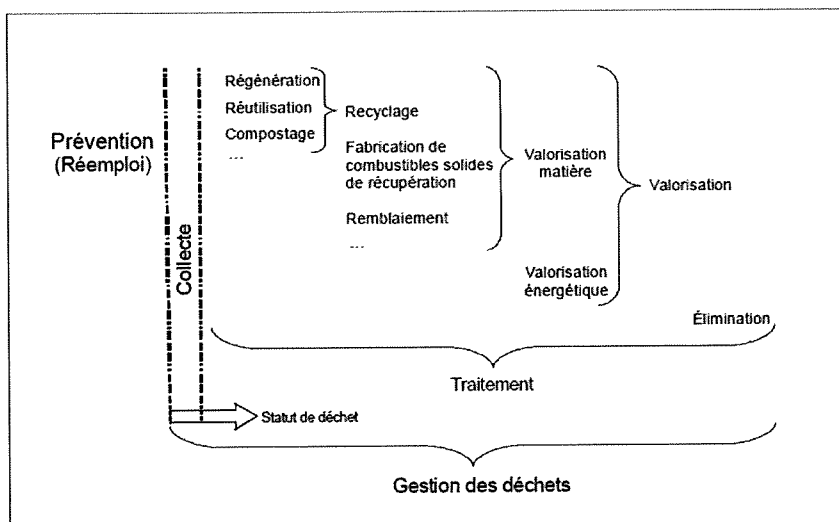 Prévention
(Réemploi)
Collecte
Régénération
Réutilisation
Compostage
...
Recyclage
Fabrication de
combustibles solides
de récupération
Remblaiement
...
Valorisation
matière
Valorisation
énergétique
Valorisation
Élimination
Traitement
Statut de déchet
Gestion des déchets